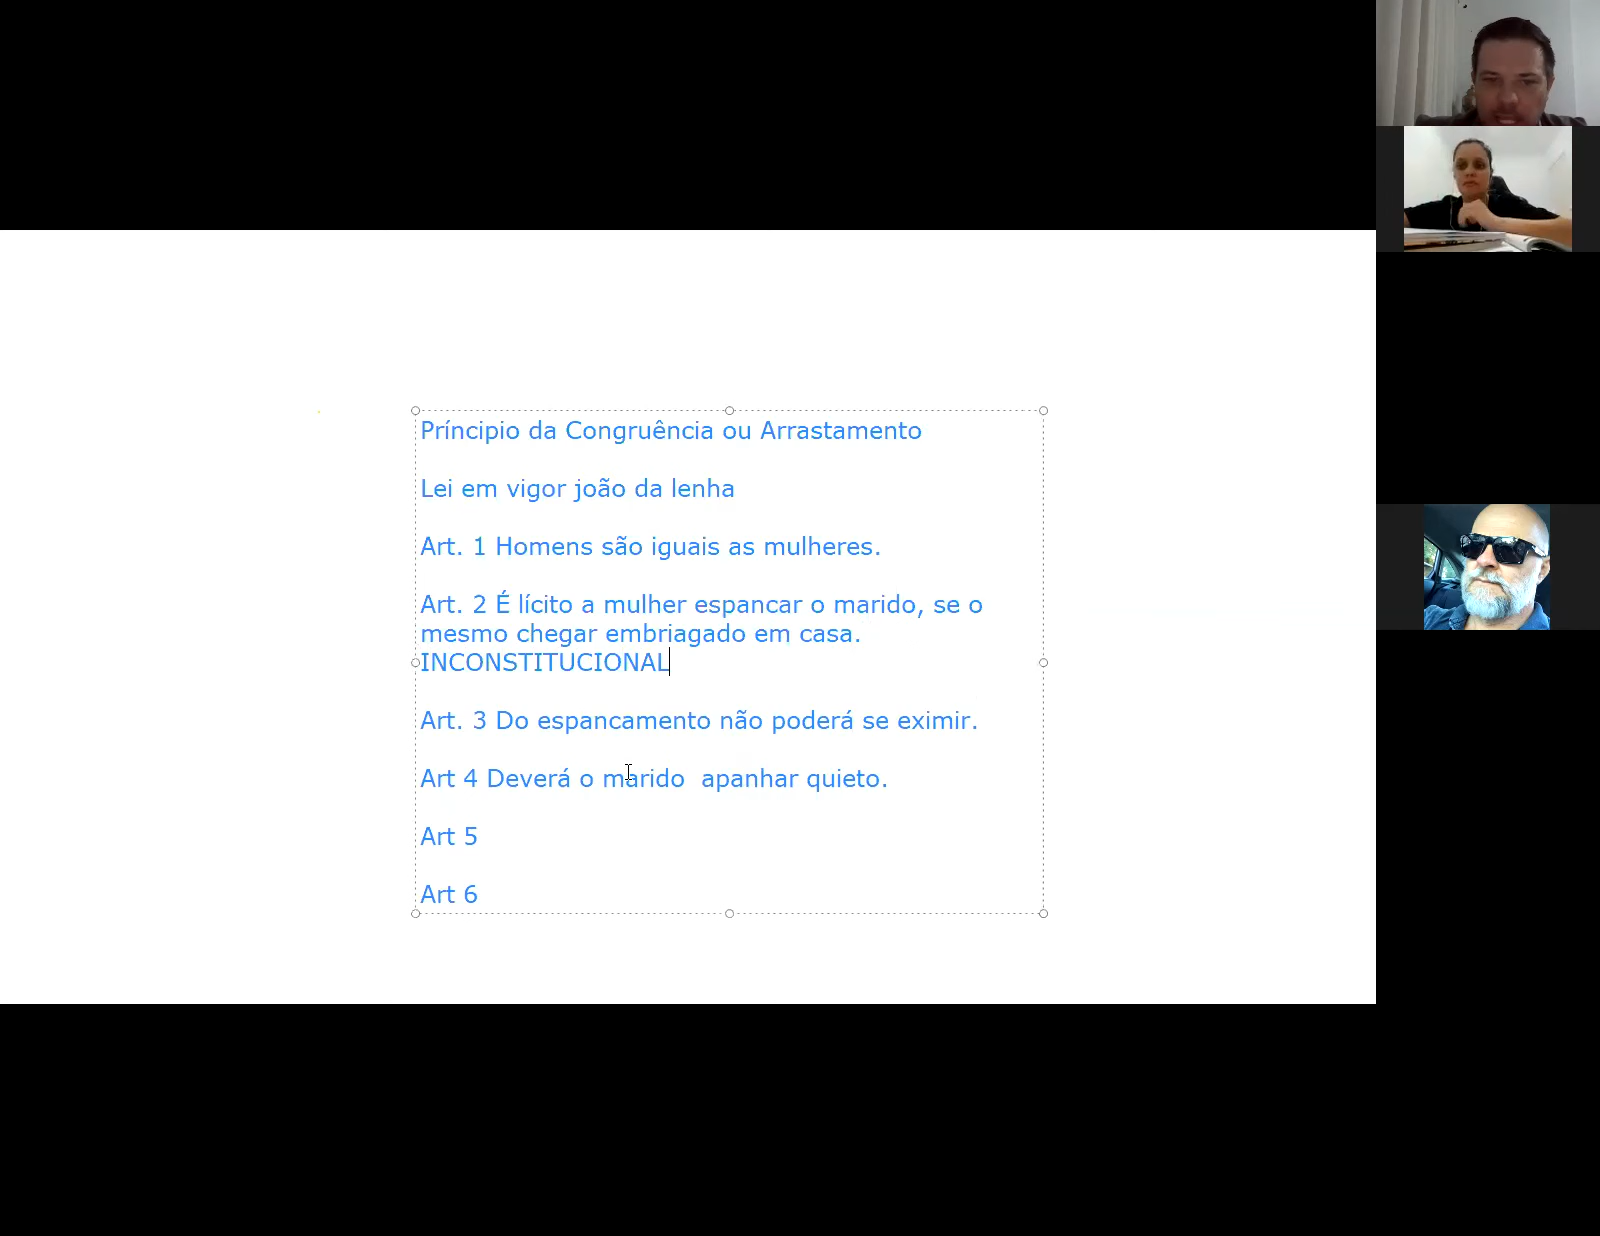 Príncipio da Congruência ou Arrastamento
Lei em vigor joão da lenha
Art. 1 Homens são iguais as mulheres.
Art. 2 É lícito a mulher espancar o marido, se o
mesmo chegar embriagado em casa.
INCONSTITUCIONAL
Art. 3 Do espancamento não poderá se eximir.
Art 4 Deverá o marido  apanhar quieto.
Art 5
Art 6